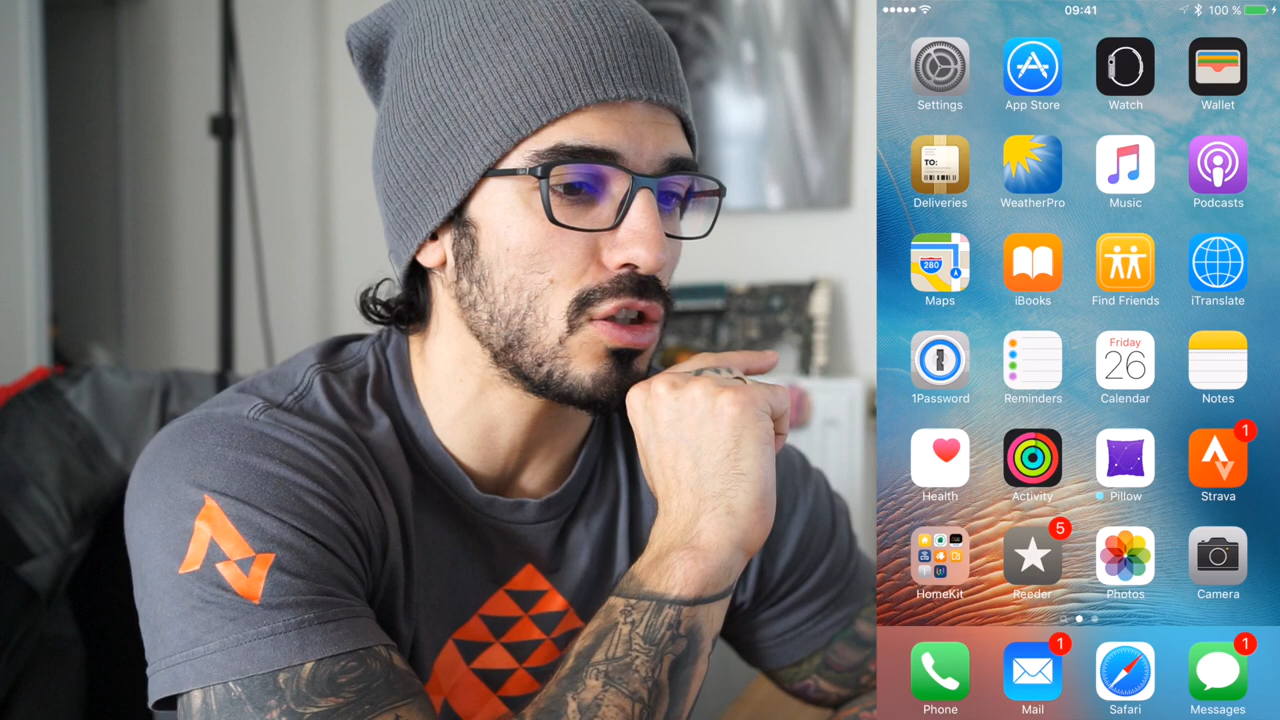 09:41 100 %
Settings App Store Watch Wallet
TO:
Deliveries WeatherPro Music Podcasts
280
Maps iBooks Find Friends iTranslate
Friday
26
1Password Reminders Calendar Notes
1
Health Activity Pillow Strava
5
HomeKit Reeder Photos Camera
1 1
Phone Mail Safari Messages